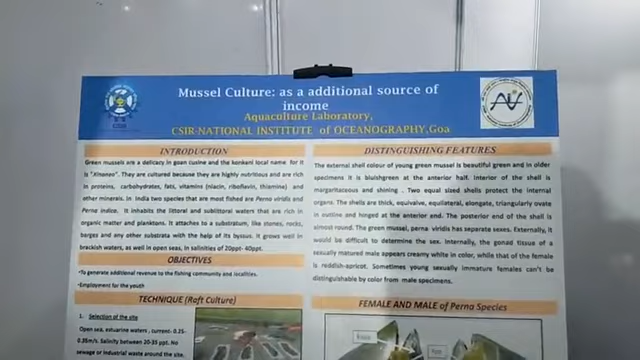 Mussel Culture: as a additional source of
income
Aquaculture Laboratory,
CSIR-NATIONAL INSTITUTE of OCEANOGRAPHY,Goa
INTRODUCTION
Green mussels are a delicacy in goan cusine and the konkani local name for it
is "Xinaneo". They are cultured because they are highly nutritious and are rich
in proteins, carbohydrates, fats, vitamins (niacin, riboflavin, thiamine) and
other minerals. In India two species that are most fished are Perna viridis and
Perna indica. It inhabits the littoral and sublittoral waters that are rich in
organic matter and planktons. It attaches to a substratum, like stones, rocks,
barges and any other substrata with the help of its byssus. It grows well in
brackish waters, as well in open seas, in salinities of 20ppt- 40ppt.
OBJECTIVES
•To generate additional revenue to the fishing community and localities.
•Employment for the youth
TECHNIQUE (Raft Culture)
1. Selection of the site
Open sea, estuarine waters, current- 0.25-
0.35m/s. Salinity between 20-35 ppt. No
sewage or industrial waste around the site.
DISTINGUISHING FEATURES
The external shell colour of young green mussel is beautiful green and in older
specimens it is bluishgreen at the anterior half. Interior of the shell is
margaritaceous and shining. Two equal sized shells protect the internal
organs. The shells are thick, equivalve, equilateral, elongate, triangularly ovate
in outline and hinged at the anterior end. The posterior end of the shell is
almost round. The green mussel, perna viridis has separate sexes. Externally, it
would be difficult to determine the sex. Internally, the gonad tissue of a
sexually matured male appears creamy white in color, while that of the female
is reddish-apricot. Sometimes young sexually immature females can't be
distinguishable by color from male specimens.
FEMALE AND MALE of Perna Species